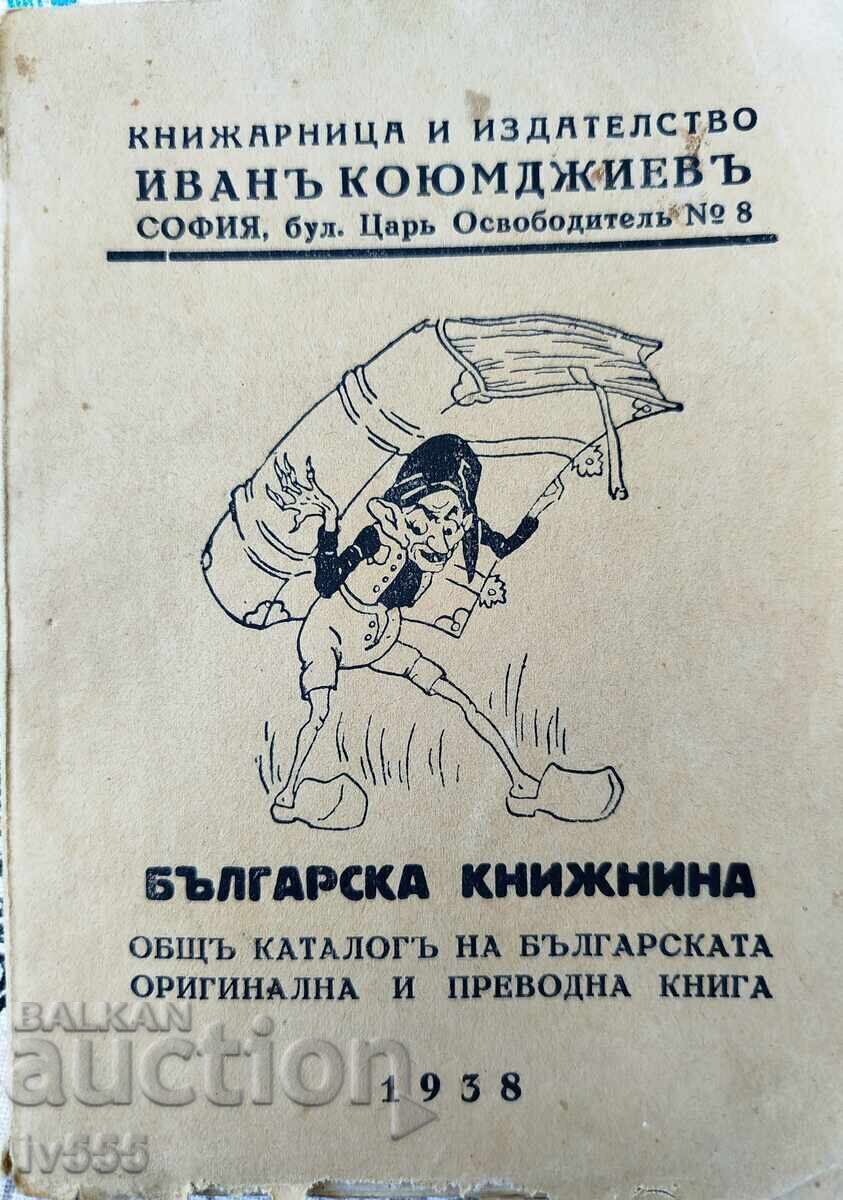 КНИЖАРНИЦА И ИЗДАТЕЛСТВО
ИВАНЪ КОЮМДЖИЕВЪ
СОФИЯ, бул. Царь Освободитель № 8
БЪЛГАРСКА КНИЖНИНА
ОБЩЪ КАТАЛОГЪ НА БЪЛГАРСКАТА
ОРИГИНАЛНА И ПРЕВОДНА КНИГА
1938
BALKAN
auction
iv555